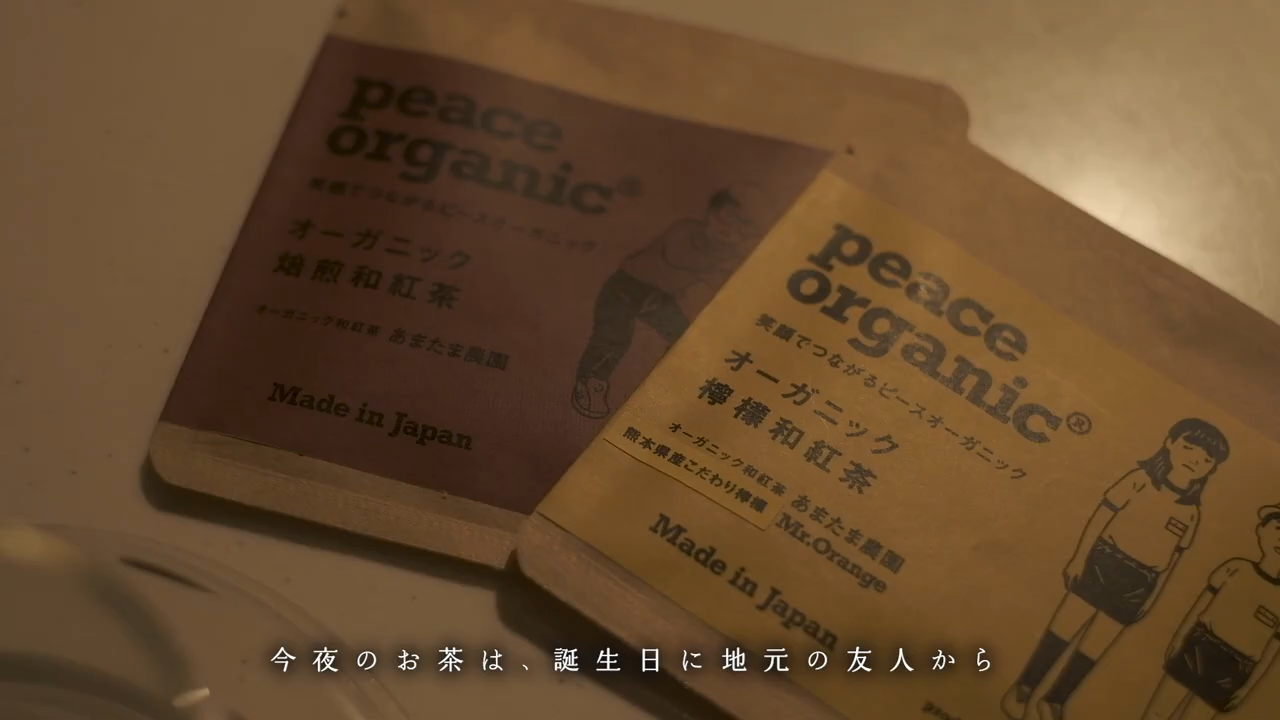 peace
organic®
笑顔でつながるピースオーガニック
オーガニック
焙煎和紅茶
オーガニック和紅茶 あまたま農園
Made in Japan
peace
organic®
笑顔でつながるピースオーガニック
オーガニック
檸檬和紅茶
オーガニック和紅茶 あまたま農園
熊本県産こだわり檸檬 Mr.Orange
Made in Japan
今夜のお茶は、誕生日に地元の友人から